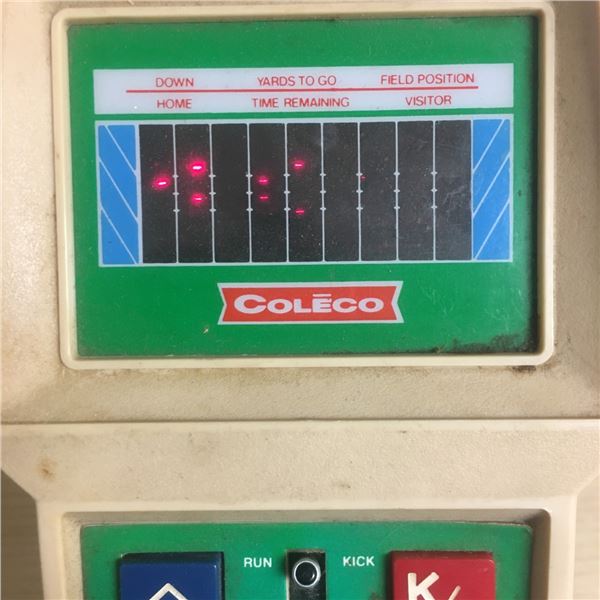 DOWN YARDS TO GO FIELD POSITION
HOME TIME REMAINING VISITOR
COLECO
RUN KICK
K/